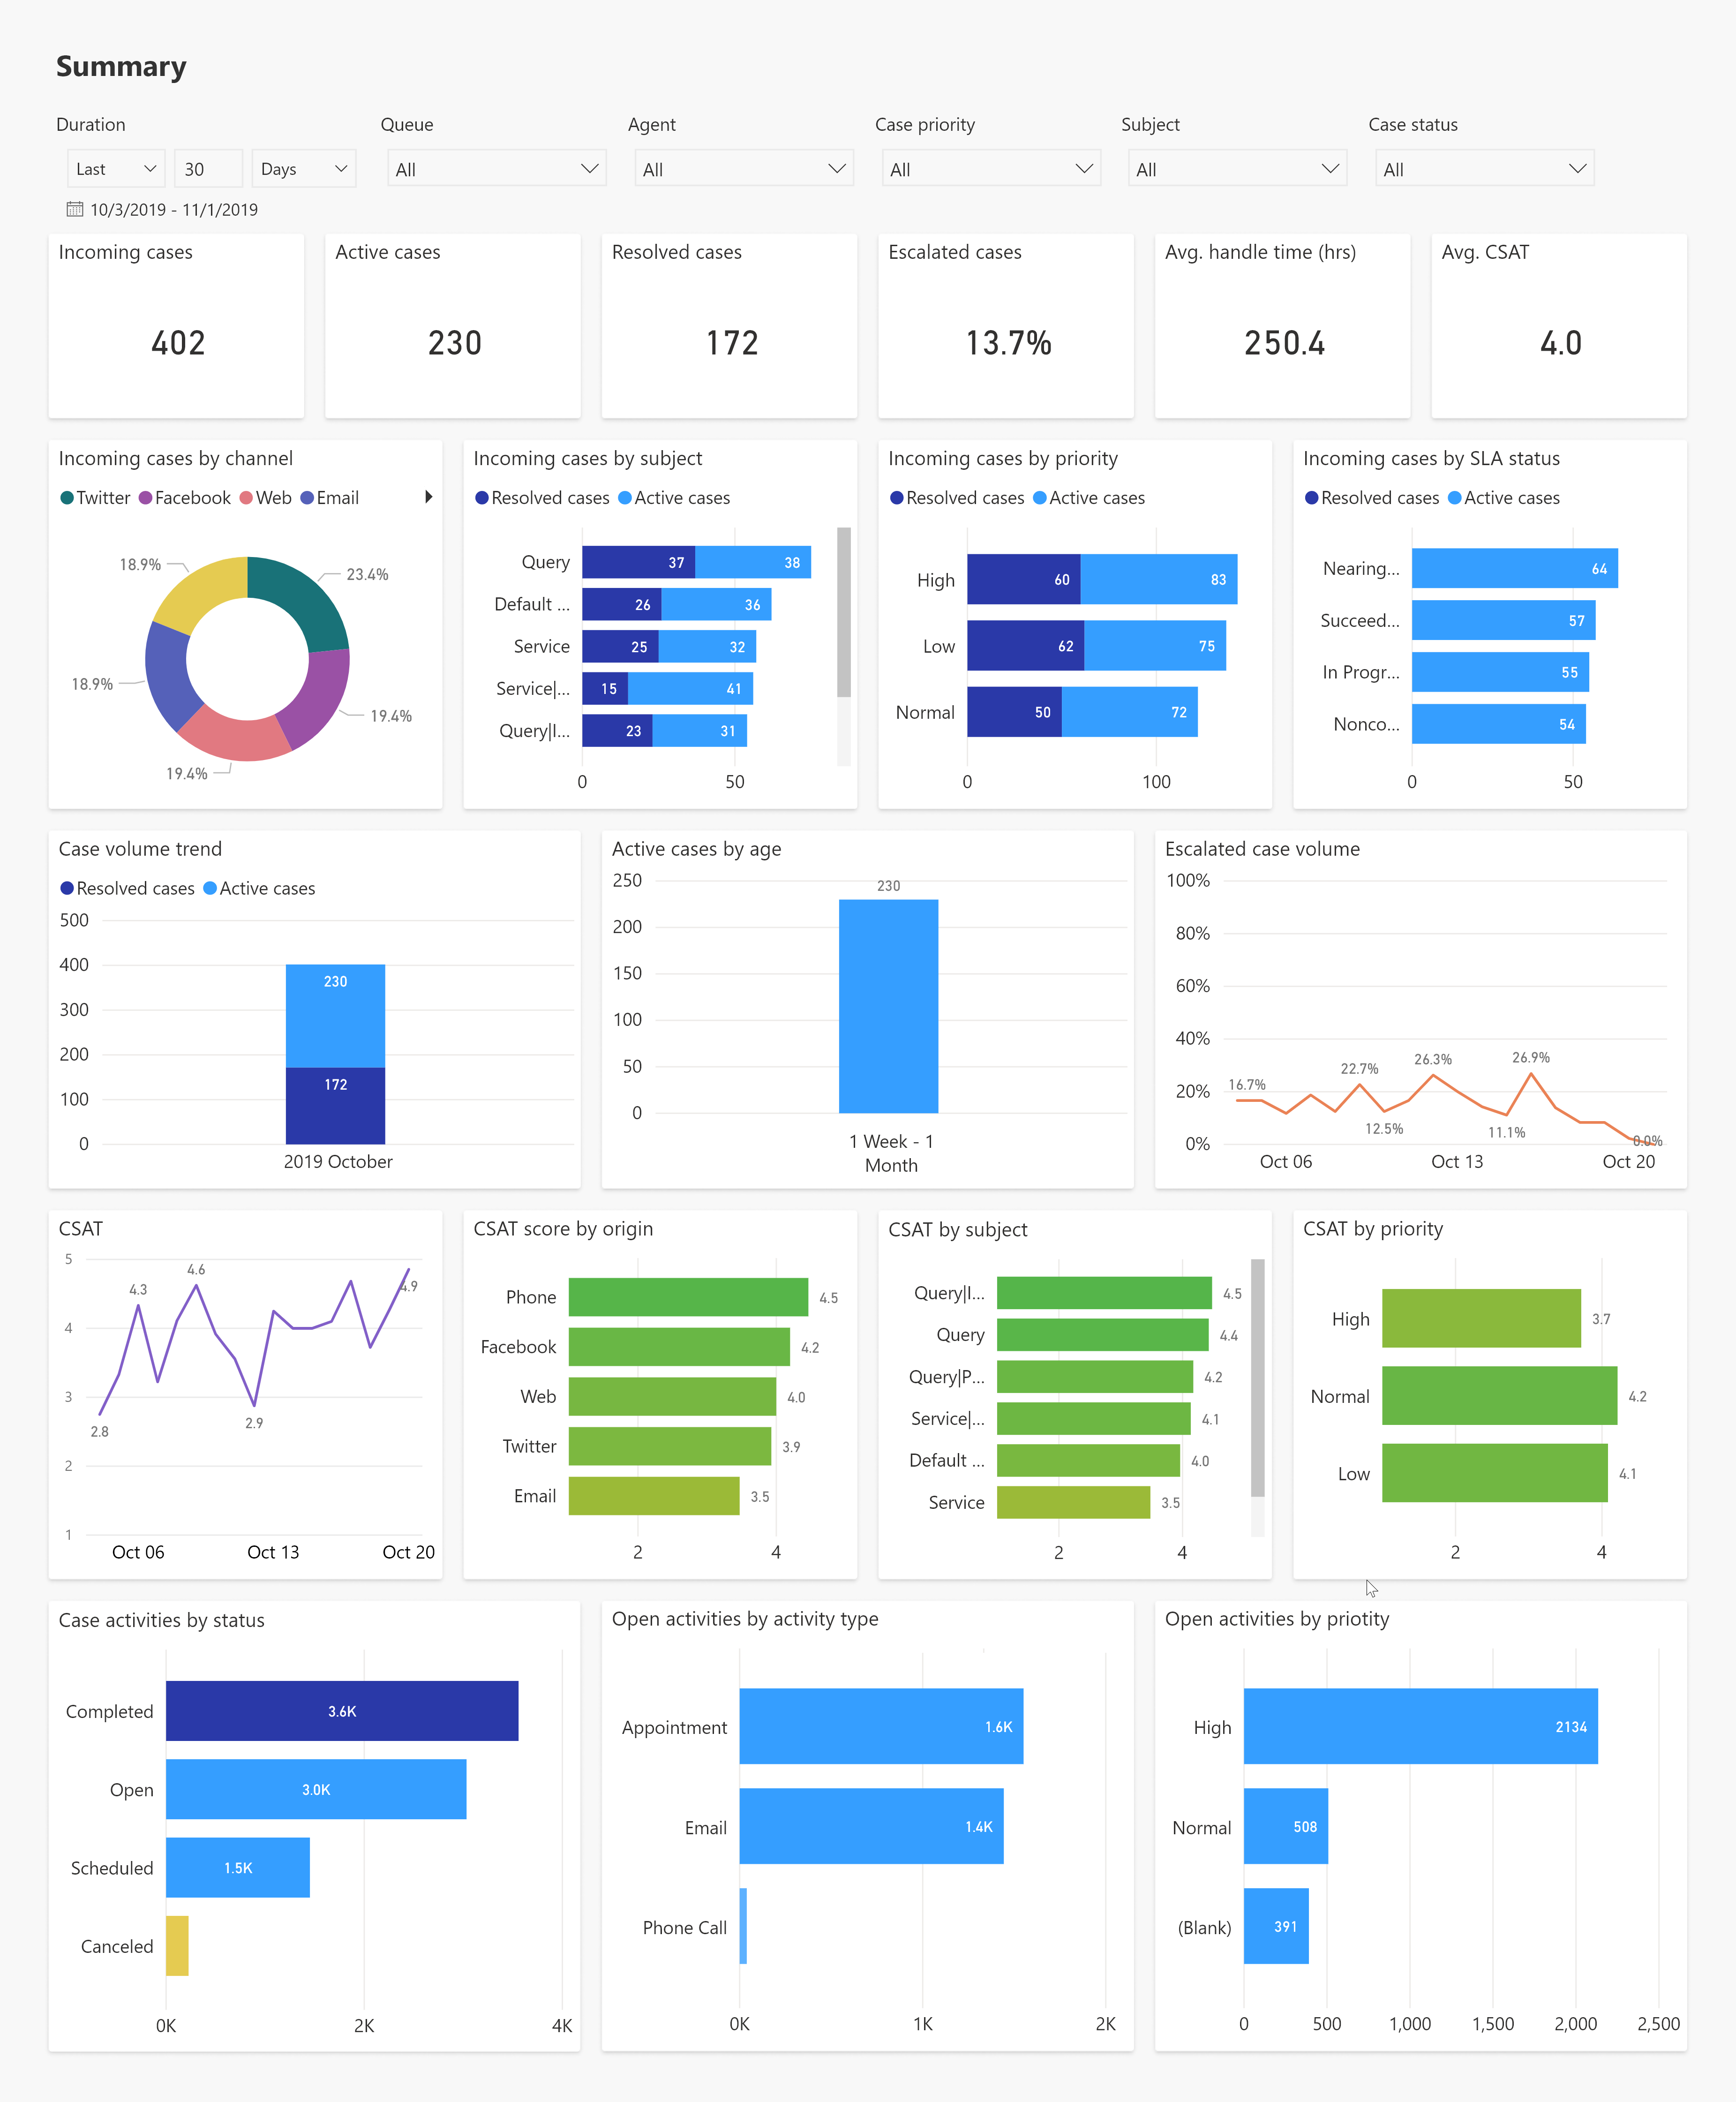 Summary
Duration Queue Agent Case priority Subject Case status
Last 30 Days All All All All All
10/3/2019 - 11/1/2019
Incoming cases Active cases Resolved cases Escalated cases Avg. handle time (hrs) Avg. CSAT
402 230 172 13.7% 250.4 4.0
Incoming cases by channel
Twitter Facebook Web Email
18.9% 23.4%
18.9% 19.4%
19.4%
Incoming cases by subject
Resolved cases Active cases
Query 37 38
Default ... 26 36
Service 25 32
Service|... 15 41
Query|I... 23 31
0 50
Incoming cases by priority
Resolved cases Active cases
High 60 83
Low 62 75
Normal 50 72
0 100
Incoming cases by SLA status
Resolved cases Active cases
Nearing... 64
Succeed... 57
In Progr... 55
Nonco... 54
0 50
Case volume trend
Resolved cases Active cases
500
400
230
300
200
172
100
0
2019 October
Active cases by age
250
230
200
150
100
50
0
1 Week - 1
Month
Escalated case volume
100%
80%
60%
40%
16.7% 22.7% 26.3% 26.9%
20%
12.5% 11.1%
0% 0.0%
Oct 06 Oct 13 Oct 20
CSAT
5
4.3 4.6 4.9
4
3
2.8 2.9
2
1
Oct 06 Oct 13 Oct 20
CSAT score by origin
Phone 4.5
Facebook 4.2
Web 4.0
Twitter 3.9
Email 3.5
2 4
CSAT by subject
Query|I... 4.5
Query 4.4
Query|P... 4.2
Service|... 4.1
Default ... 4.0
Service 3.5
2 4
CSAT by priority
High 3.7
Normal 4.2
Low 4.1
2 4
Case activities by status
Completed 3.6K
Open 3.0K
Scheduled 1.5K
Canceled
0K 2K 4K
Open activities by activity type
Appointment 1.6K
Email 1.4K
Phone Call
0K 1K 2K
Open activities by priotity
High 2134
Normal 508
(Blank) 391
0 500 1,000 1,500 2,000 2,500